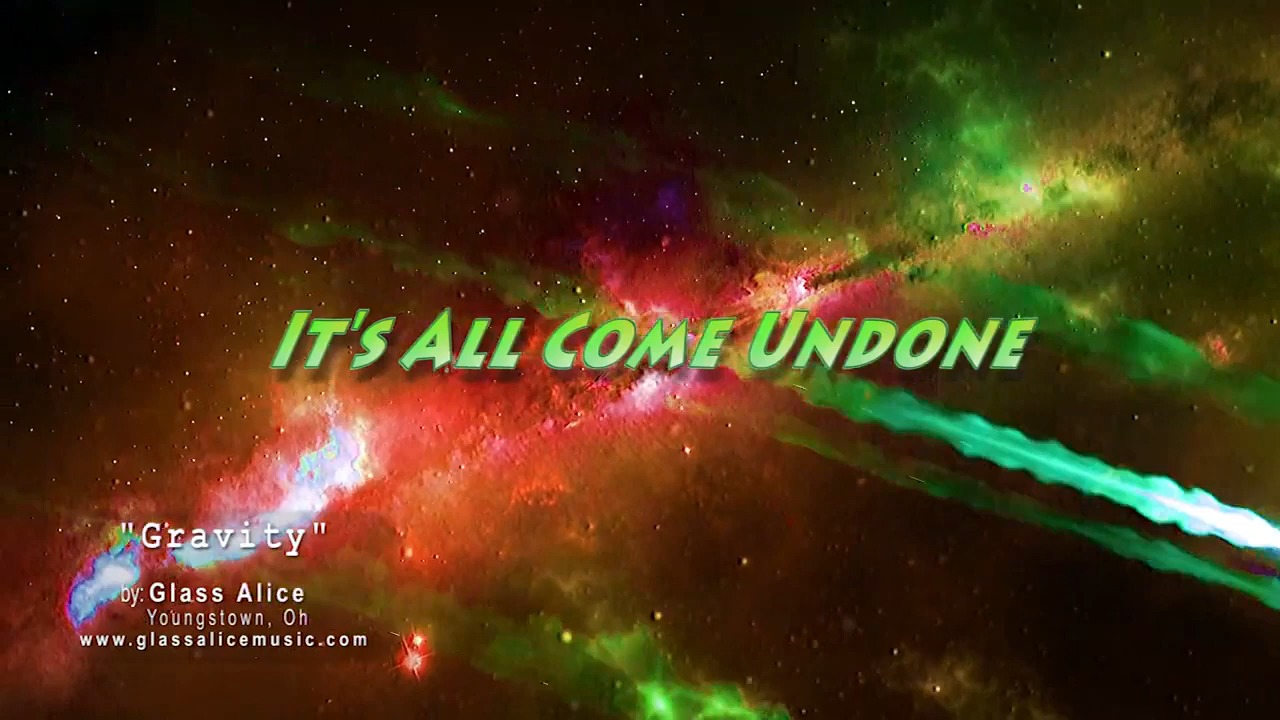 It's All Come Undone
"Gravity"
by: Glass Alice
Youngstown, Oh
www.glassalicemusic.com